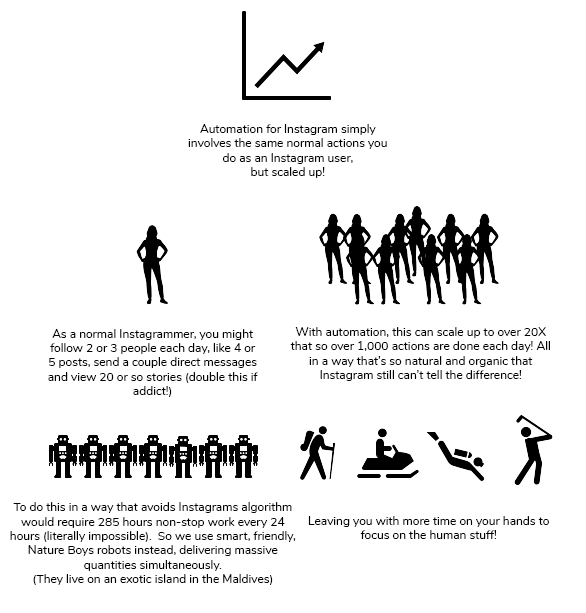 Automation for Instagram simply
involves the same normal actions you
do as an Instagram user,
but scaled up!
As a normal Instagrammer, you might
follow 2 or 3 people each day, like 4 or
5 posts, send a couple direct messages
and view 20 or so stories (double this if
addict!)
With automation, this can scale up to over 20X
that so over 1,000 actions are done each day! All
in a way that's so natural and organic that
Instagram still can't tell the difference!
To do this in a way that avoids Instagrams algorithm
would require 285 hours non-stop work every 24
hours (literally impossible).  So we use smart, friendly,
Nature Boys robots instead, delivering massive
quantities simultaneously.
(They live on an exotic island in the Maldives)
Leaving you with more time on your hands to
focus on the human stuff!